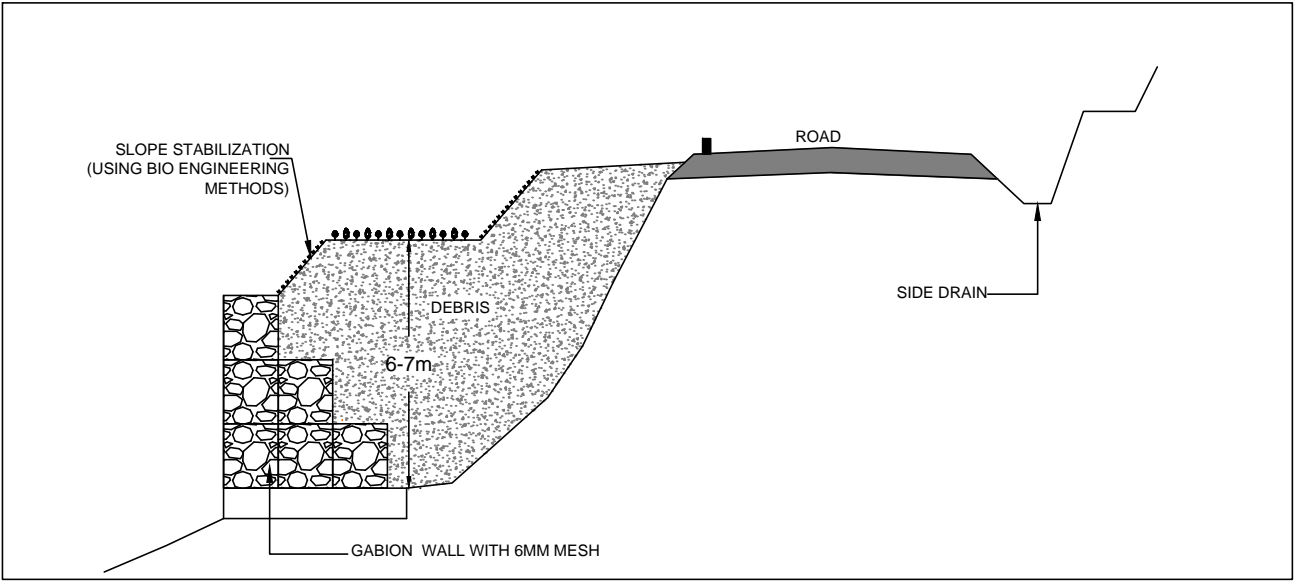 ROAD
SLOPE STABILIZATION
(USING BIO ENGINEERING
METHODS)
SIDE DRAIN
DEBRIS
6-7m
GABION WALL WITH 6MM MESH